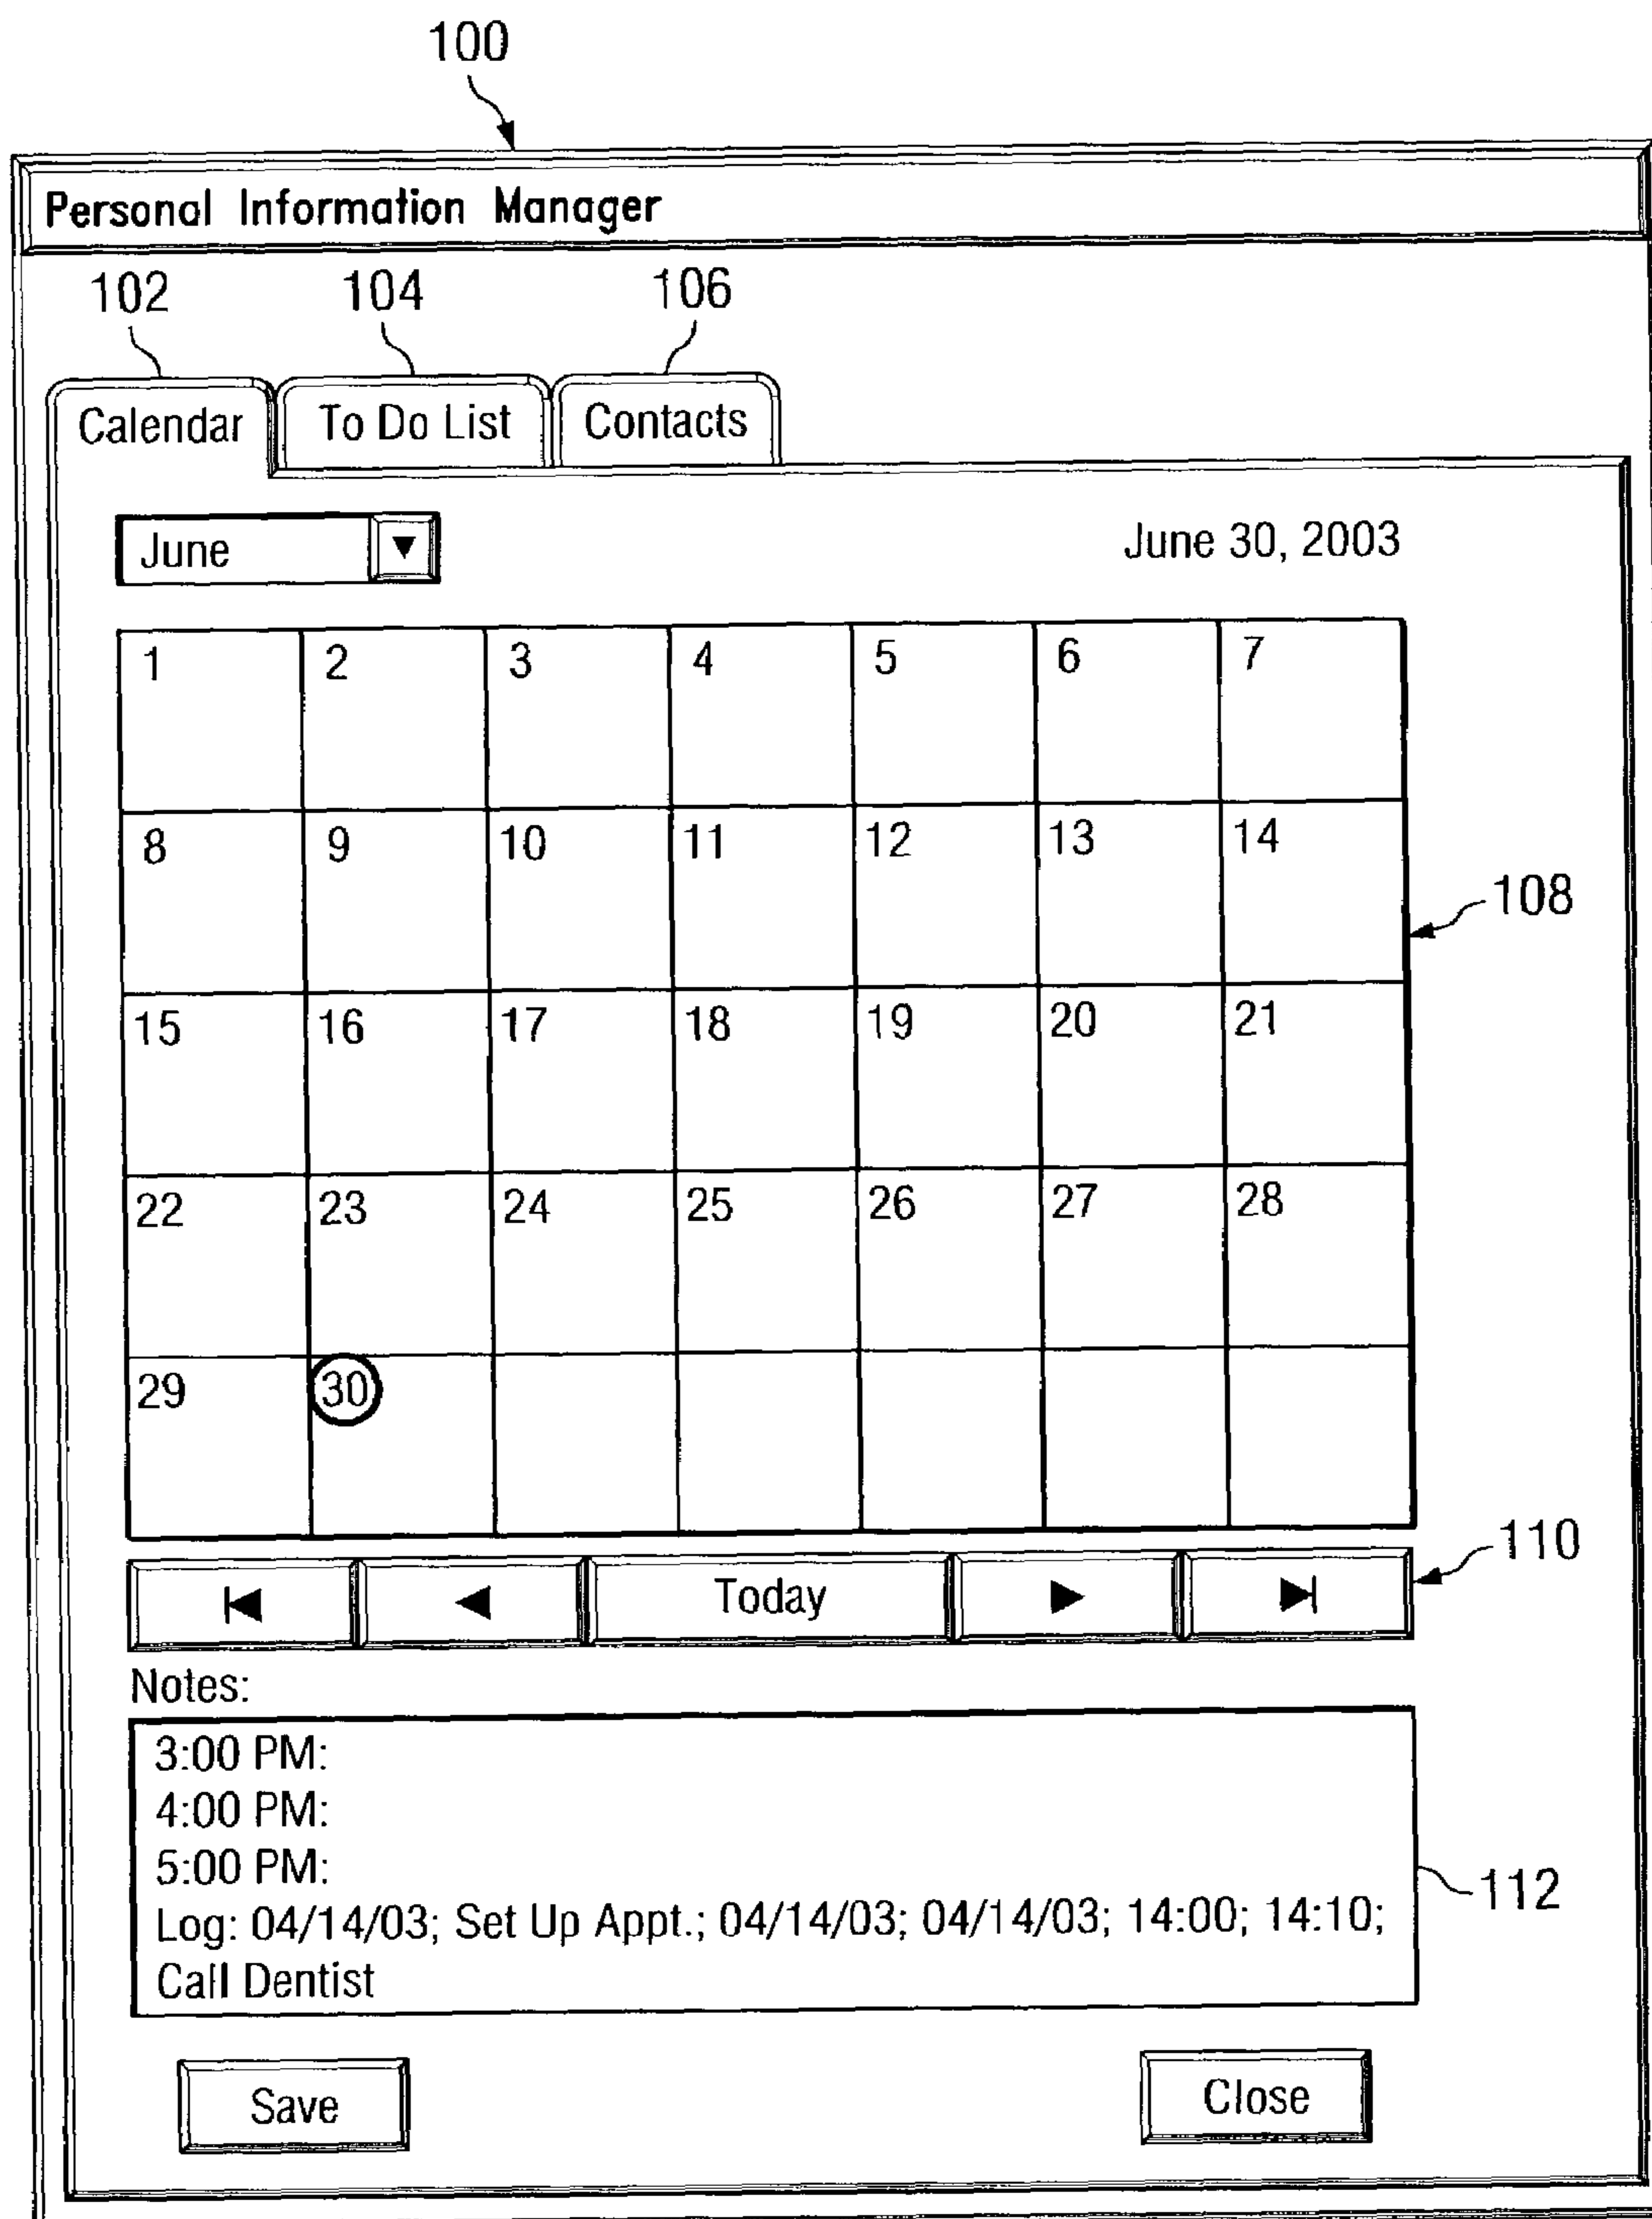 100
Personal Information Manager
102 104 106
Calendar To Do List Contacts
June June 30, 2003
1 2 3 4 5 6 7
8 9 10 11 12 13 14
108
15 16 17 18 19 20 21
22 23 24 25 26 27 28
29 30
110
Today
Notes:
3:00 PM:
4:00 PM:
5:00 PM:
112
Log: 04/14/03; Set Up Appt.; 04/14/03; 04/14/03; 14:00; 14:10;
Call Dentist
Save Close